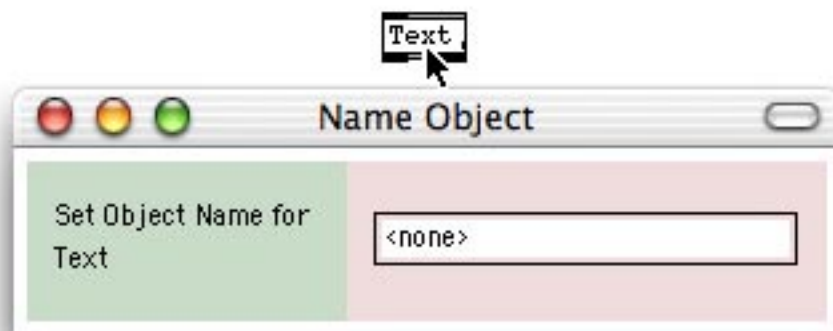 Text
Name Object
Set Object Name for
Text
<none>